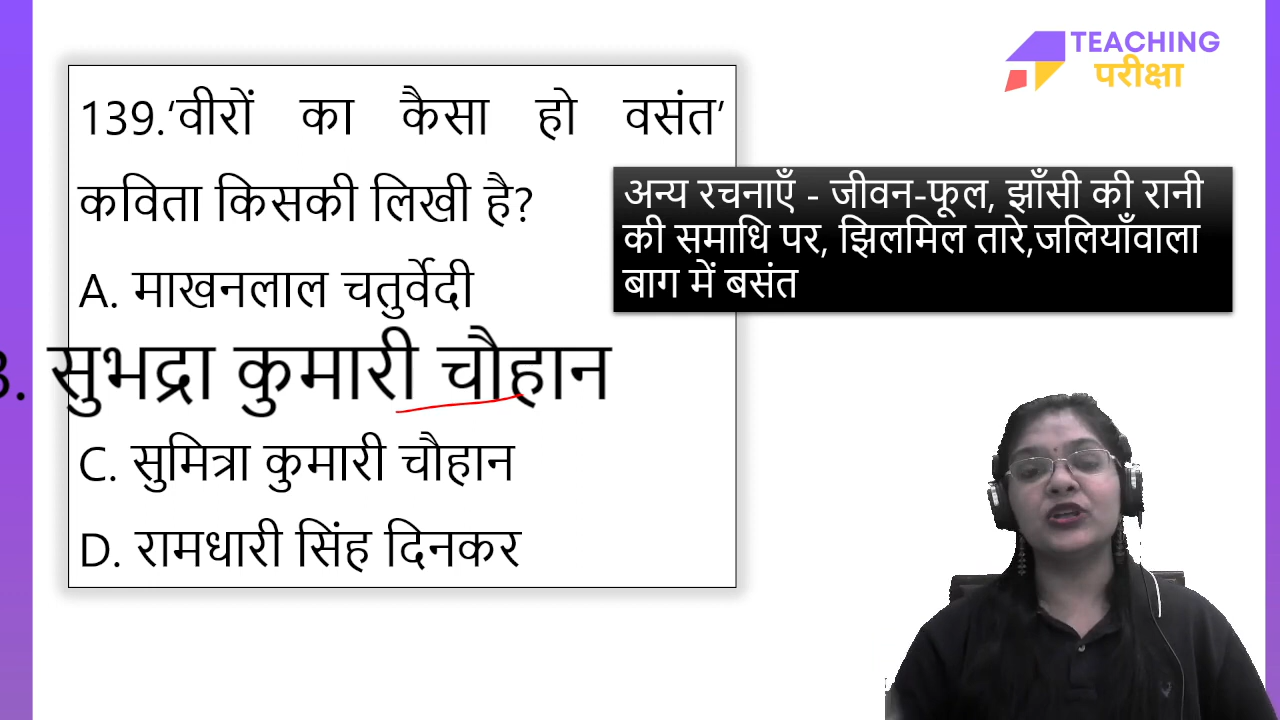 TEACHING
परीक्षा
139.‘वीरों का कैसा हो वसंत’
कविता किसकी लिखी है?
A. माखनलाल चतुर्वेदी
B. सुभद्रा कुमारी चौहान
C. सुमित्रा कुमारी चौहान
D. रामधारी सिंह दिनकर
अन्य रचनाएँ - जीवन-फूल, झाँसी की रानी
की समाधि पर, झिलमिल तारे,जलियाँवाला
बाग में बसंत